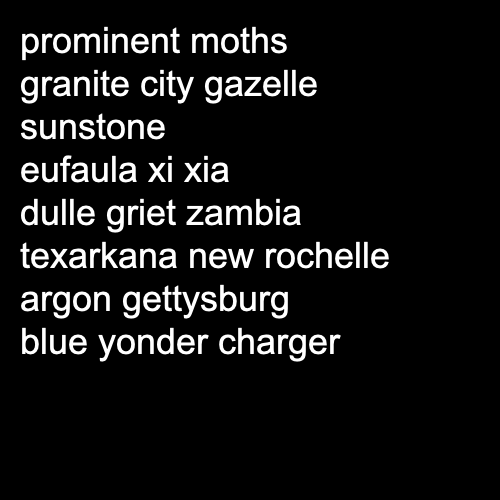 prominent moths
granite city gazelle
sunstone
eufaula xi xia
dulle griet zambia
texarkana new rochelle
argon gettysburg
blue yonder charger